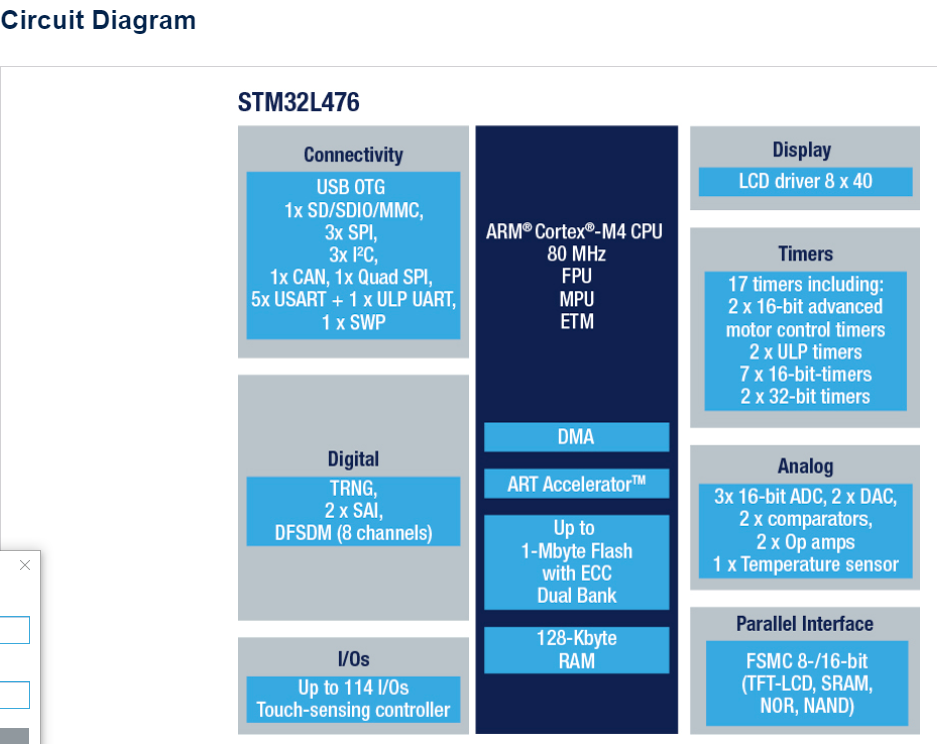 Circuit Diagram
STM32L476
Connectivity
USB OTG
1x SD/SDIO/MMC,
3x SPI,
3x I²C,
1x CAN, 1x Quad SPI,
5x USART + 1 x ULP UART,
1 x SWP
Digital
TRNG,
2 x SAI,
DFSDM (8 channels)
I/Os
Up to 114 I/Os
Touch-sensing controller
ARM® Cortex®-M4 CPU
80 MHz
FPU
MPU
ETM
DMA
ART Accelerator™
Up to
1-Mbyte Flash
with ECC
Dual Bank
128-Kbyte
RAM
Display
LCD driver 8 x 40
Timers
17 timers including:
2 x 16-bit advanced
motor control timers
2 x ULP timers
7 x 16-bit-timers
2 x 32-bit timers
Analog
3x 16-bit ADC, 2 x DAC,
2 x comparators,
2 x Op amps
1 x Temperature sensor
Parallel Interface
FSMC 8-/16-bit
(TFT-LCD, SRAM,
NOR, NAND)